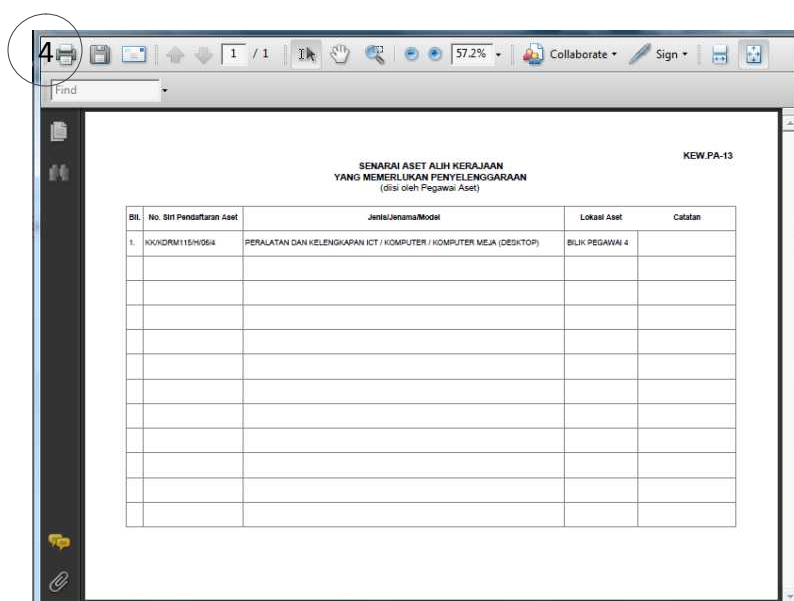 4
1 / 1
57.2%
Collaborate
Sign
Find
KEW.PA-13
SENARAI ASET ALIH KERAJAAN
YANG MEMERLUKAN PENYELENGGARAAN
(diisi oleh Pegawai Aset)
Bil. No. Siri Pendaftaran Aset Jenis/Jenama/Model Lokasi Aset Catatan
1. KK/KDRM115/H/06/4 PERALATAN DAN KELENGKAPAN ICT / KOMPUTER / KOMPUTER MEJA (DESKTOP) BILIK PEGAWAI 4